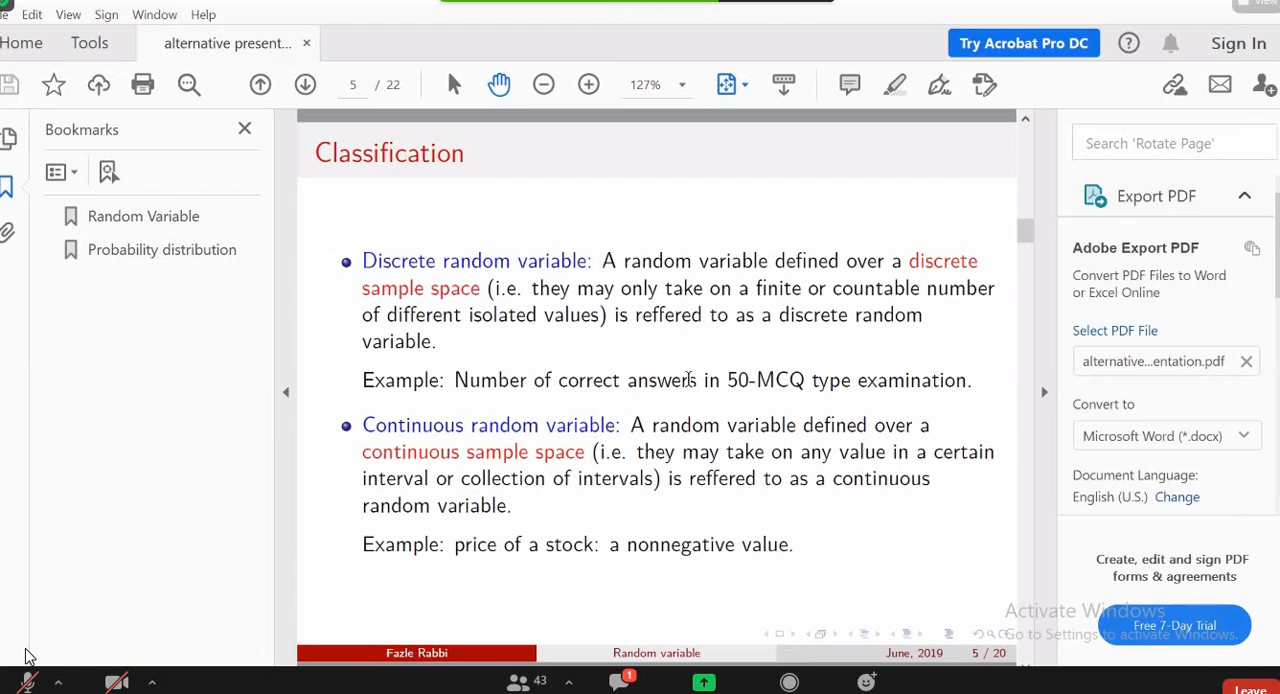 Edit View Sign Window Help
View
Home Tools alternative present... × Try Acrobat Pro DC Sign In
5 / 22 127%
Bookmarks
Random Variable
Probability distribution
Classification
Discrete random variable: A random variable defined over a discrete
sample space (i.e. they may only take on a finite or countable number
of different isolated values) is reffered to as a discrete random
variable.
Example: Number of correct answers in 50-MCQ type examination.
Continuous random variable: A random variable defined over a
continuous sample space (i.e. they may take on any value in a certain
interval or collection of intervals) is reffered to as a continuous
random variable.
Example: price of a stock: a nonnegative value.
Fazle Rabbi Random variable June, 2019 5 / 20
Search 'Rotate Page'
Export PDF
Adobe Export PDF
Convert PDF Files to Word
or Excel Online
Select PDF File
alternative...entation.pdf
Convert to
Microsoft Word (*.docx)
Document Language:
English (U.S.) Change
Create, edit and sign PDF
forms & agreements
Activate Windows
Free 7-Day Trial
Go to Settings to activate Windows.
43 1
Leave